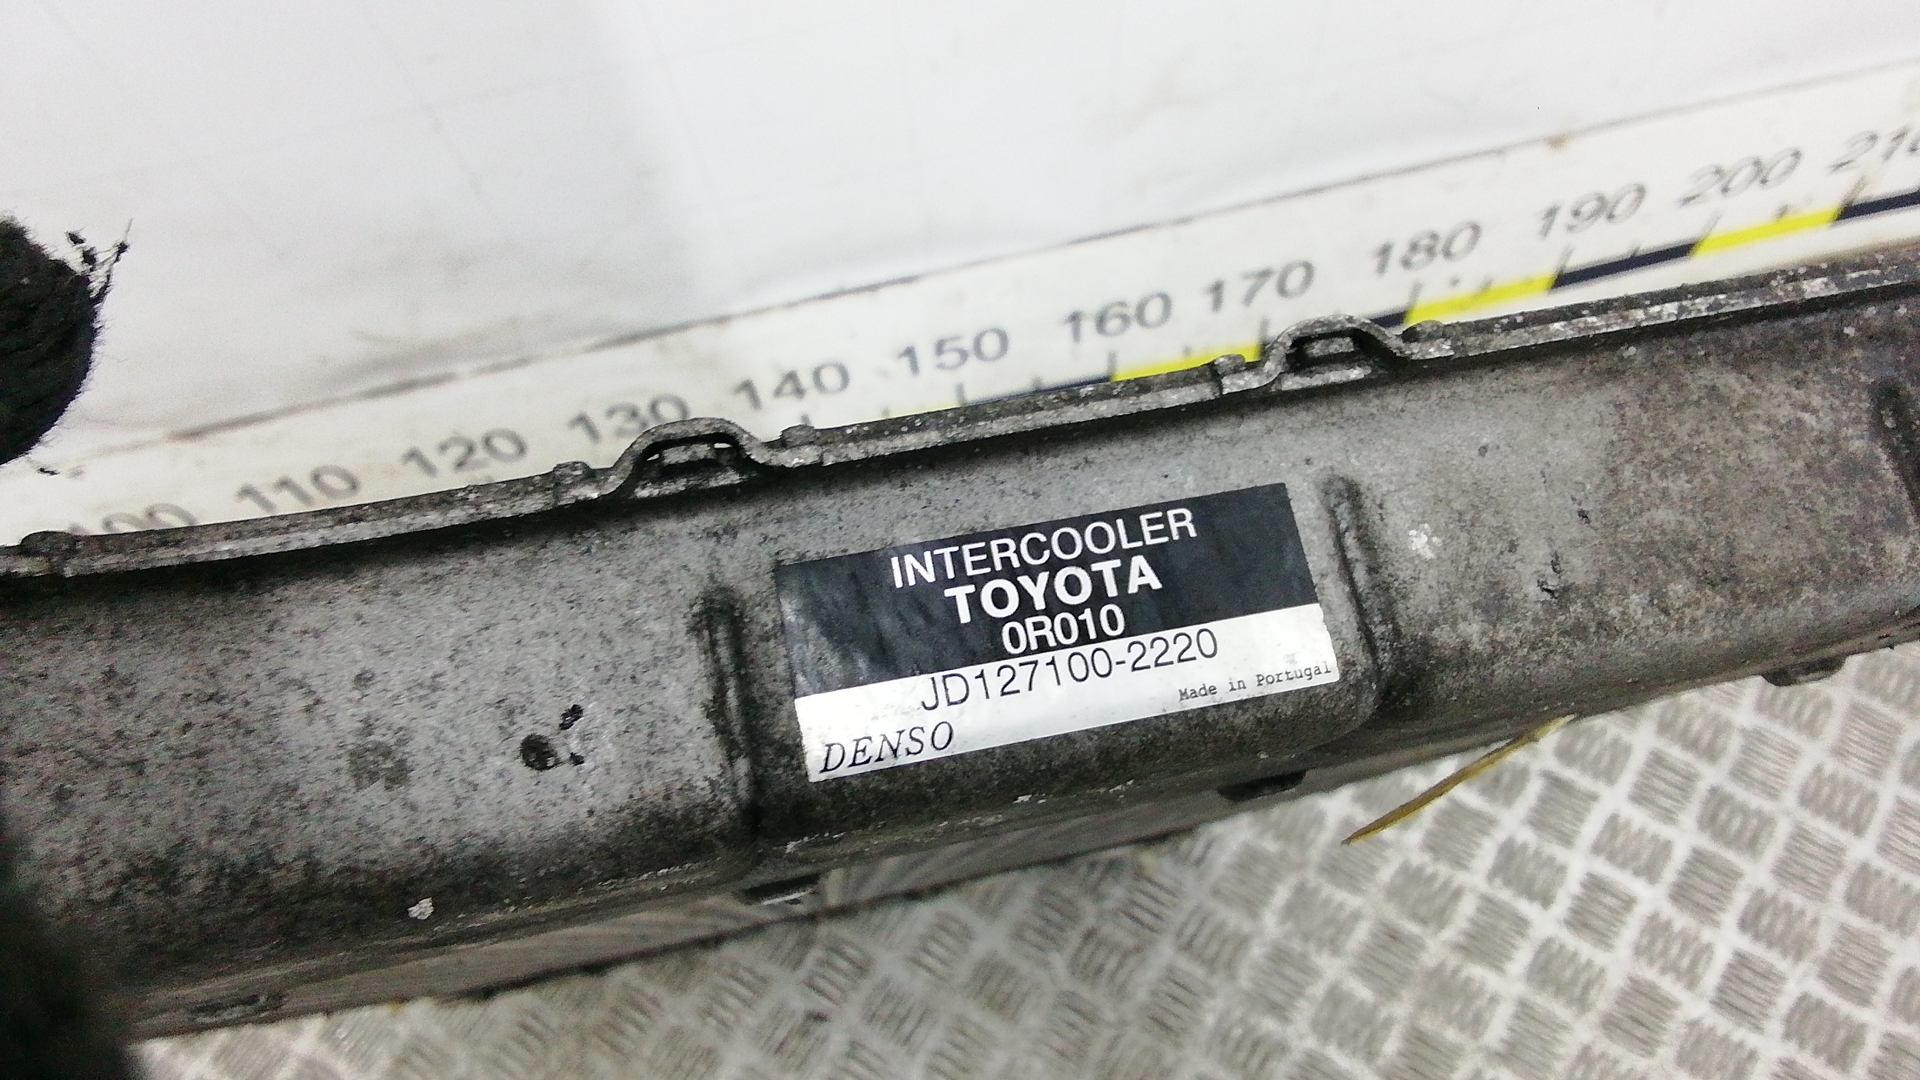 100 110 120 130 140 150 160 170 180 190 200 210
INTERCOOLER
TOYOTA
0R010
JD127100-2220
Made in Portugal
DENSO